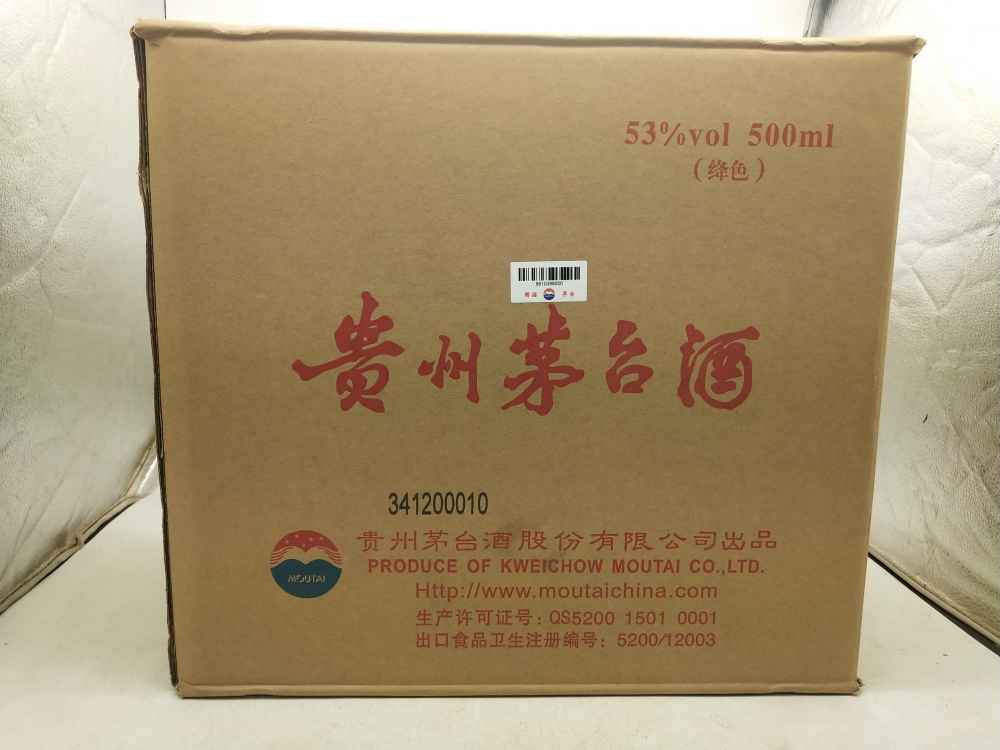 53%vol 500ml
(绛色)
贵州茅台酒
341200010
MOUTAI
贵州茅台酒股份有限公司出品
PRODUCE OF KWEICHOW MOUTAI CO.,LTD.
Http://www.moutaichina.com
生产许可证号: QS5200 1501 0001
出口食品卫生注册编号: 5200/12003